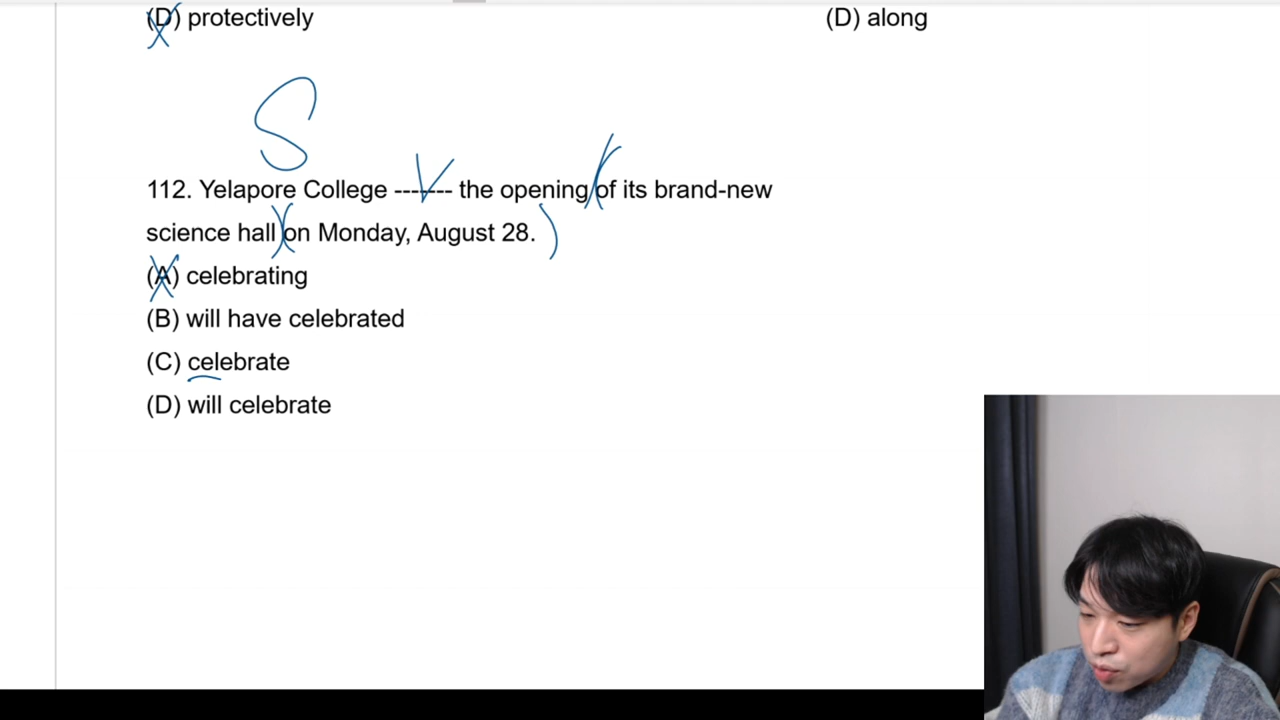 (D) protectively
(D) along
S
V
112. Yelapore College ------- the opening of its brand-new
science hall on Monday, August 28.
(A) celebrating
(B) will have celebrated
(C) celebrate
(D) will celebrate